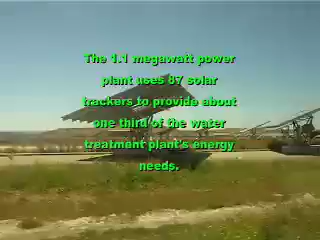 The 1.1 megawatt power
plant uses 87 solar
trackers to provide about
one third of the water
treatment plant's energy
needs.